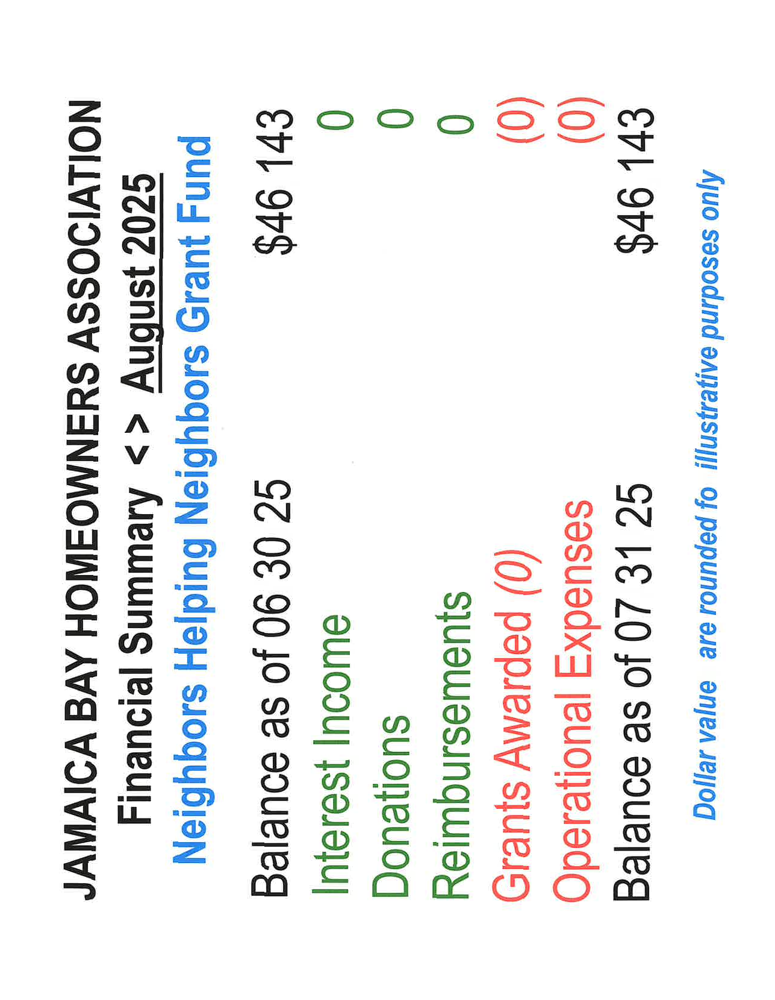 JAMAICA BAY HOMEOWNERS ASSOCIATION
Financial Summary < > August 2025
Neighbors Helping Neighbors Grant Fund
Balance as of 06 30 25 $46 143
Interest Income 0
Donations 0
Reimbursements 0
Grants Awarded (0) (0)
Operational Expenses (0)
Balance as of 07 31 25 $46 143
Dollar value are rounded fo illustrative purposes only